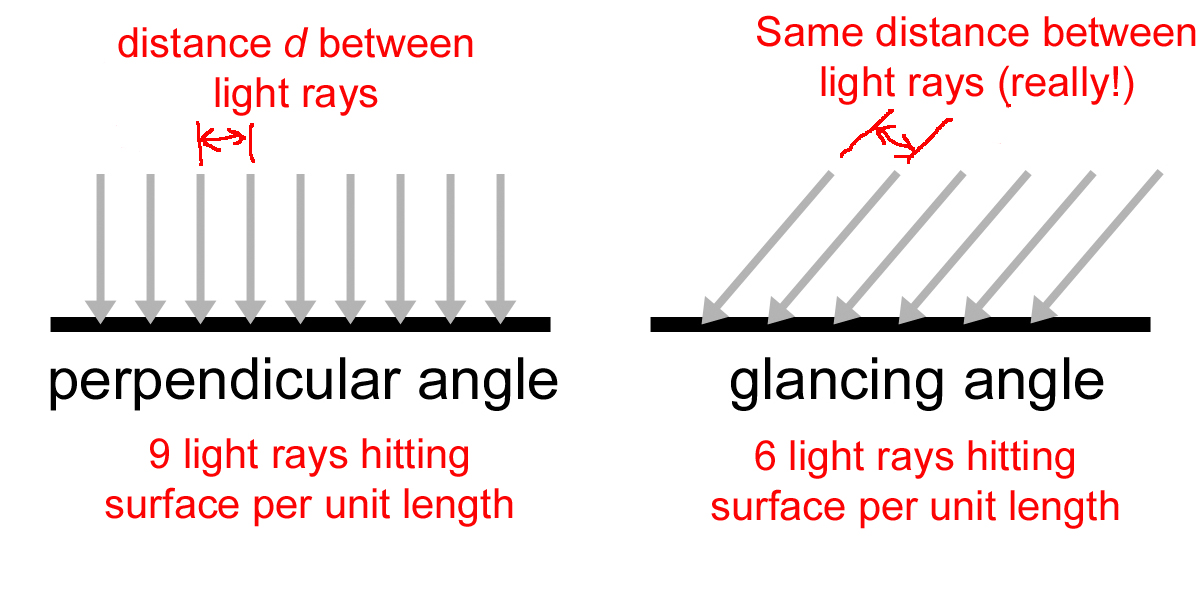 distance d between
light rays
Same distance between
light rays (really!)
perpendicular angle
glancing angle
9 light rays hitting
surface per unit length
6 light rays hitting
surface per unit length